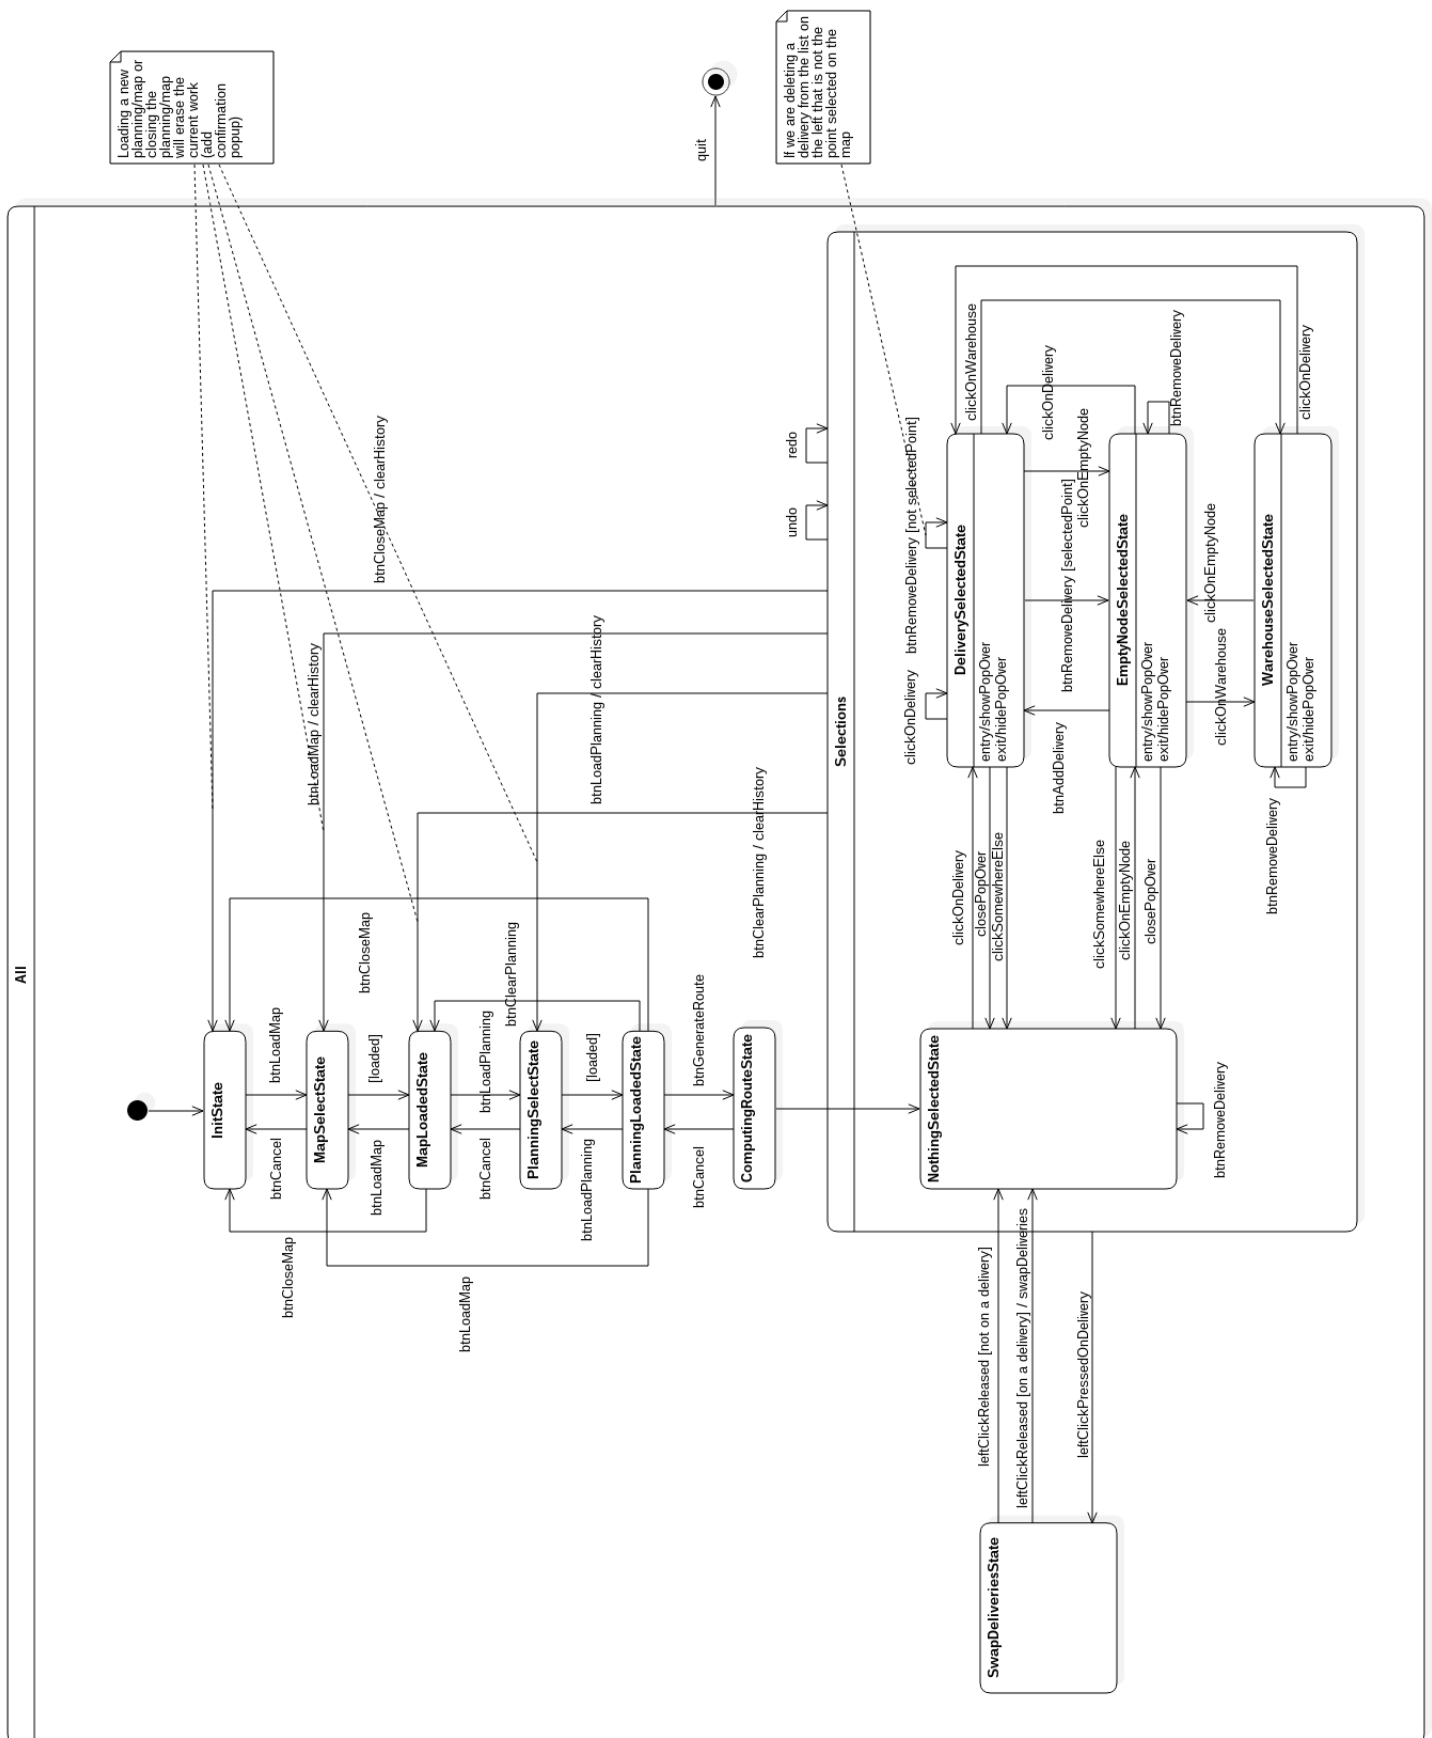 All
Loading a new
planning/map or
closing the
planning/map
will erase the
current work
(add
confirmation
popup)
quit
If we are deleting a
delivery from the list on
the left that is not the
point selected on the
map
InitState
btnLoadMap
btnCancel
MapSelectState
[loaded]
btnLoadMap
MapLoadedState
btnLoadPlanning
btnCancel
PlanningSelectState
[loaded]
btnLoadPlanning
PlanningLoadedState
btnGenerateRoute
btnCancel
ComputingRouteState
btnCloseMap
btnLoadMap
btnCloseMap
btnClearPlanning
btnCloseMap / clearHistory
btnLoadMap / clearHistory
btnLoadPlanning / clearHistory
btnClearPlanning / clearHistory
redo
undo
Selections
DeliverySelectedState
entry/showPopOver
exit/hidePopOver
clickOnDelivery
btnRemoveDelivery [not selectedPoint]
clickOnWarehouse
clickOnDelivery
clickOnEmptyNode
btnRemoveDelivery [selectedPoint]
btnAddDelivery
EmptyNodeSelectedState
entry/showPopOver
exit/hidePopOver
btnRemoveDelivery
clickOnEmptyNode
clickOnWarehouse
WarehouseSelectedState
entry/showPopOver
exit/hidePopOver
clickOnDelivery
btnRemoveDelivery
clickOnDelivery
closePopOver
clickSomewhereElse
clickSomewhereElse
clickOnEmptyNode
closePopOver
NothingSelectedState
btnRemoveDelivery
leftClickReleased [not on a delivery]
leftClickReleased [on a delivery] / swapDeliveries
leftClickPressedOnDelivery
SwapDeliveriesState